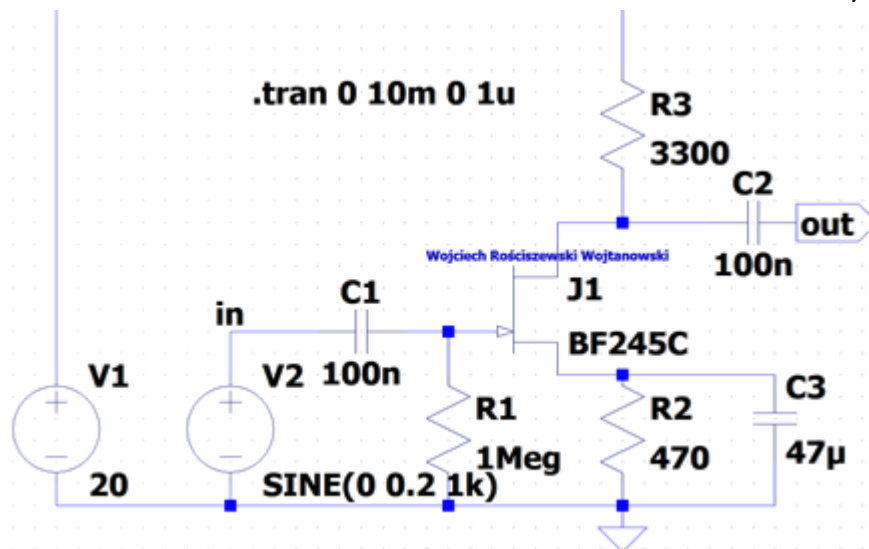 .tran 0 10m 0 1u
R3
3300
C2
out
100n
Wojciech Rościszewski Wojtanowski
J1
BF245C
in
C1
100n
V1
20
V2
SINE(0 0.2 1k)
R1
1Meg
R2
470
C3
47µ